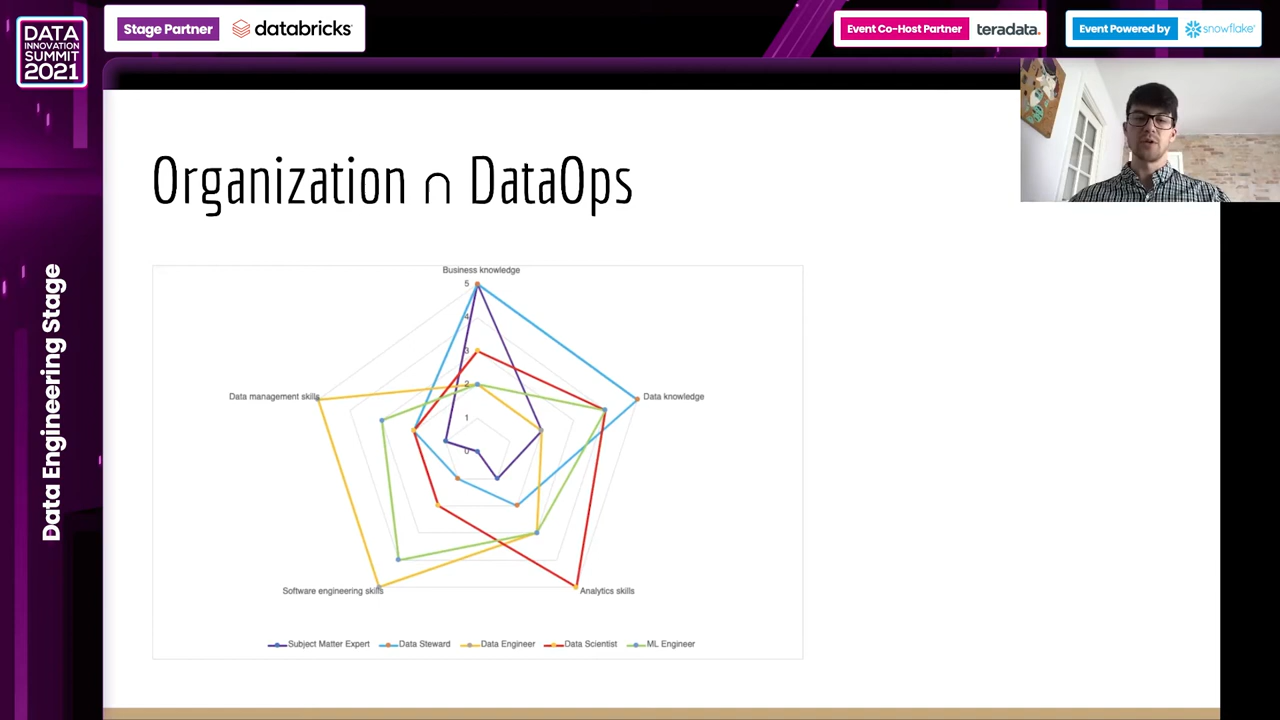 DATA
INNOVATION
SUMMIT
2021
Stage Partner
databricks
Event Co-Host Partner
teradata.
Event Powered by
snowflake
Data Engineering Stage
Organization ∩ DataOps
Business knowledge
5
4
3
2
1
0
Data management skills
Data knowledge
Software engineering skills
Analytics skills
Subject Matter Expert
Data Steward
Data Engineer
Data Scientist
ML Engineer